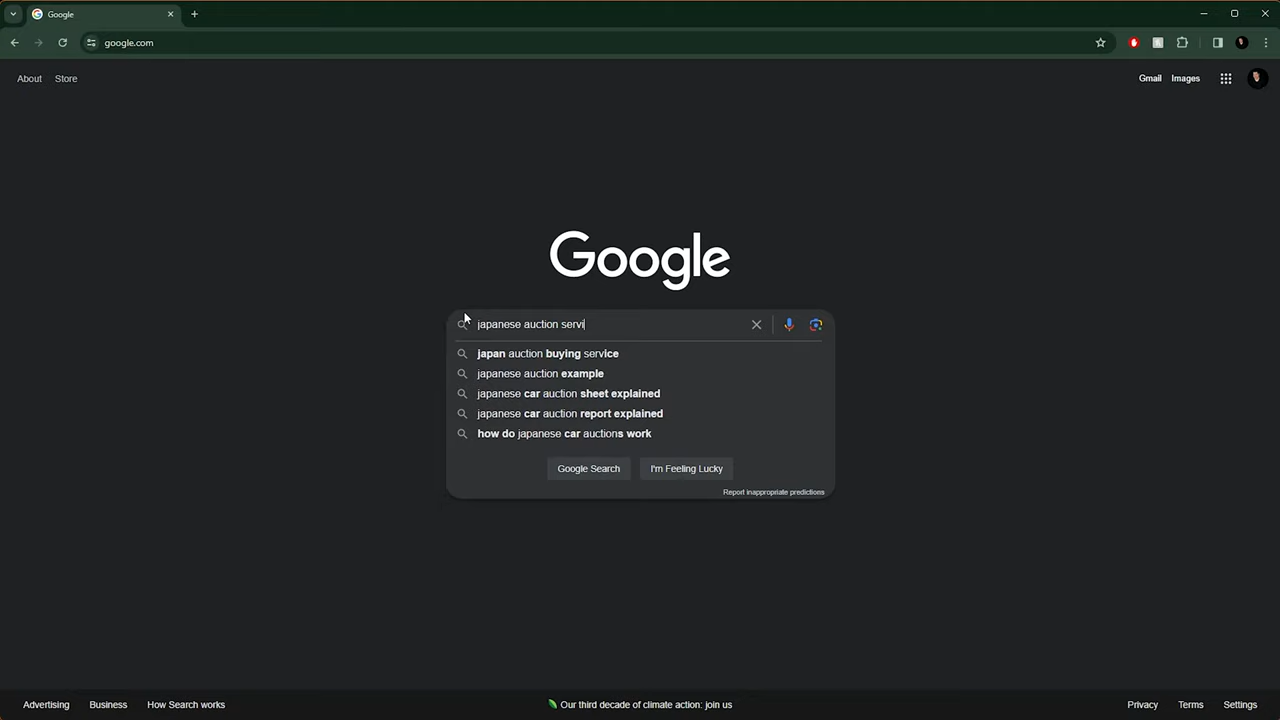 Google
google.com
About Store
Gmail Images
Google
japanese auction servi
japan auction buying service
japanese auction example
japanese car auction sheet explained
japanese car auction report explained
how do japanese car auctions work
Google Search I'm Feeling Lucky
Report inappropriate predictions
Advertising Business How Search works Our third decade of climate action: join us Privacy Terms Settings